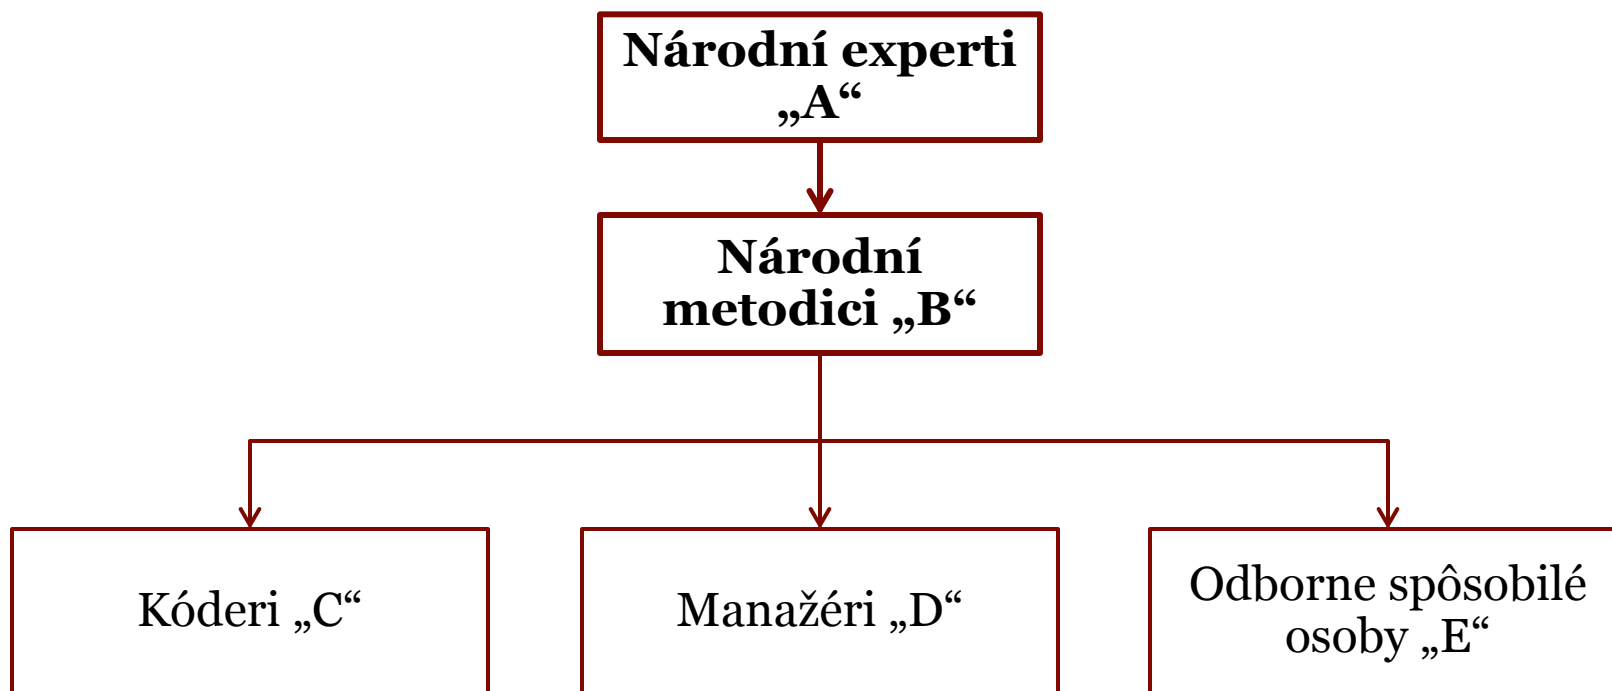 Národní experti
„A“
Národní
metodici „B“
Kóderi „C“
Manažéri „D“
Odborne spôsobilé
osoby „E“